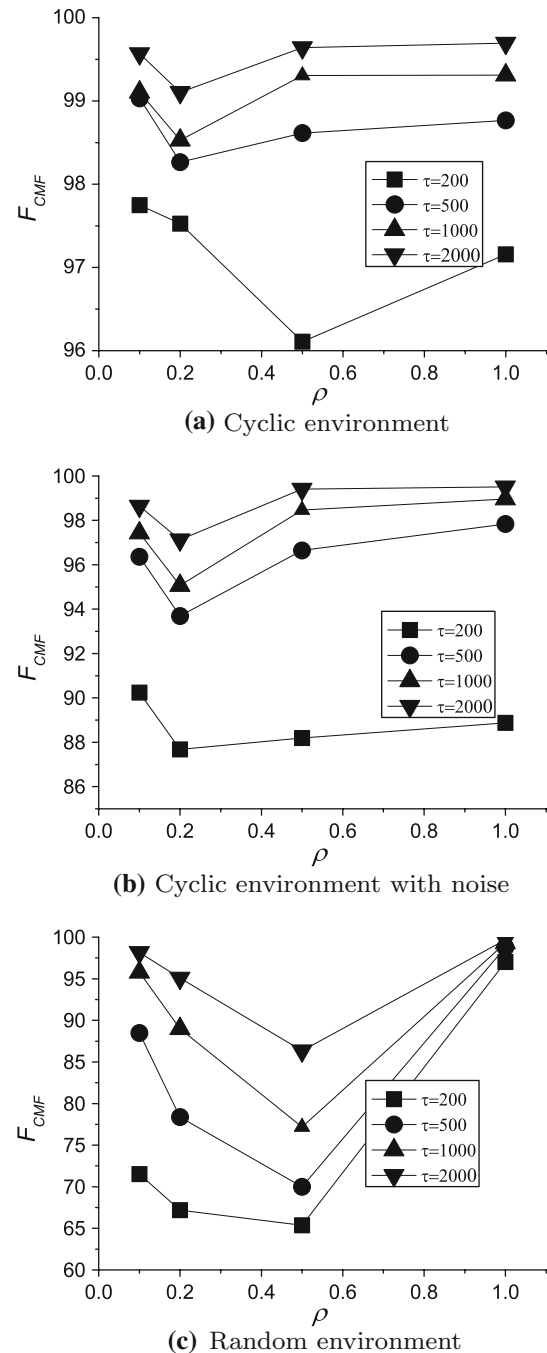 100
99
98
97
96
F_CMF
τ=200
τ=500
τ=1000
τ=2000
0.0 0.2 0.4 0.6 0.8 1.0
ρ
(a) Cyclic environment
100
98
96
94
92
90
88
86
F_CMF
τ=200
τ=500
τ=1000
τ=2000
0.0 0.2 0.4 0.6 0.8 1.0
ρ
(b) Cyclic environment with noise
100
95
90
85
80
75
70
65
60
F_CMF
τ=200
τ=500
τ=1000
τ=2000
0.0 0.2 0.4 0.6 0.8 1.0
ρ
(c) Random environment